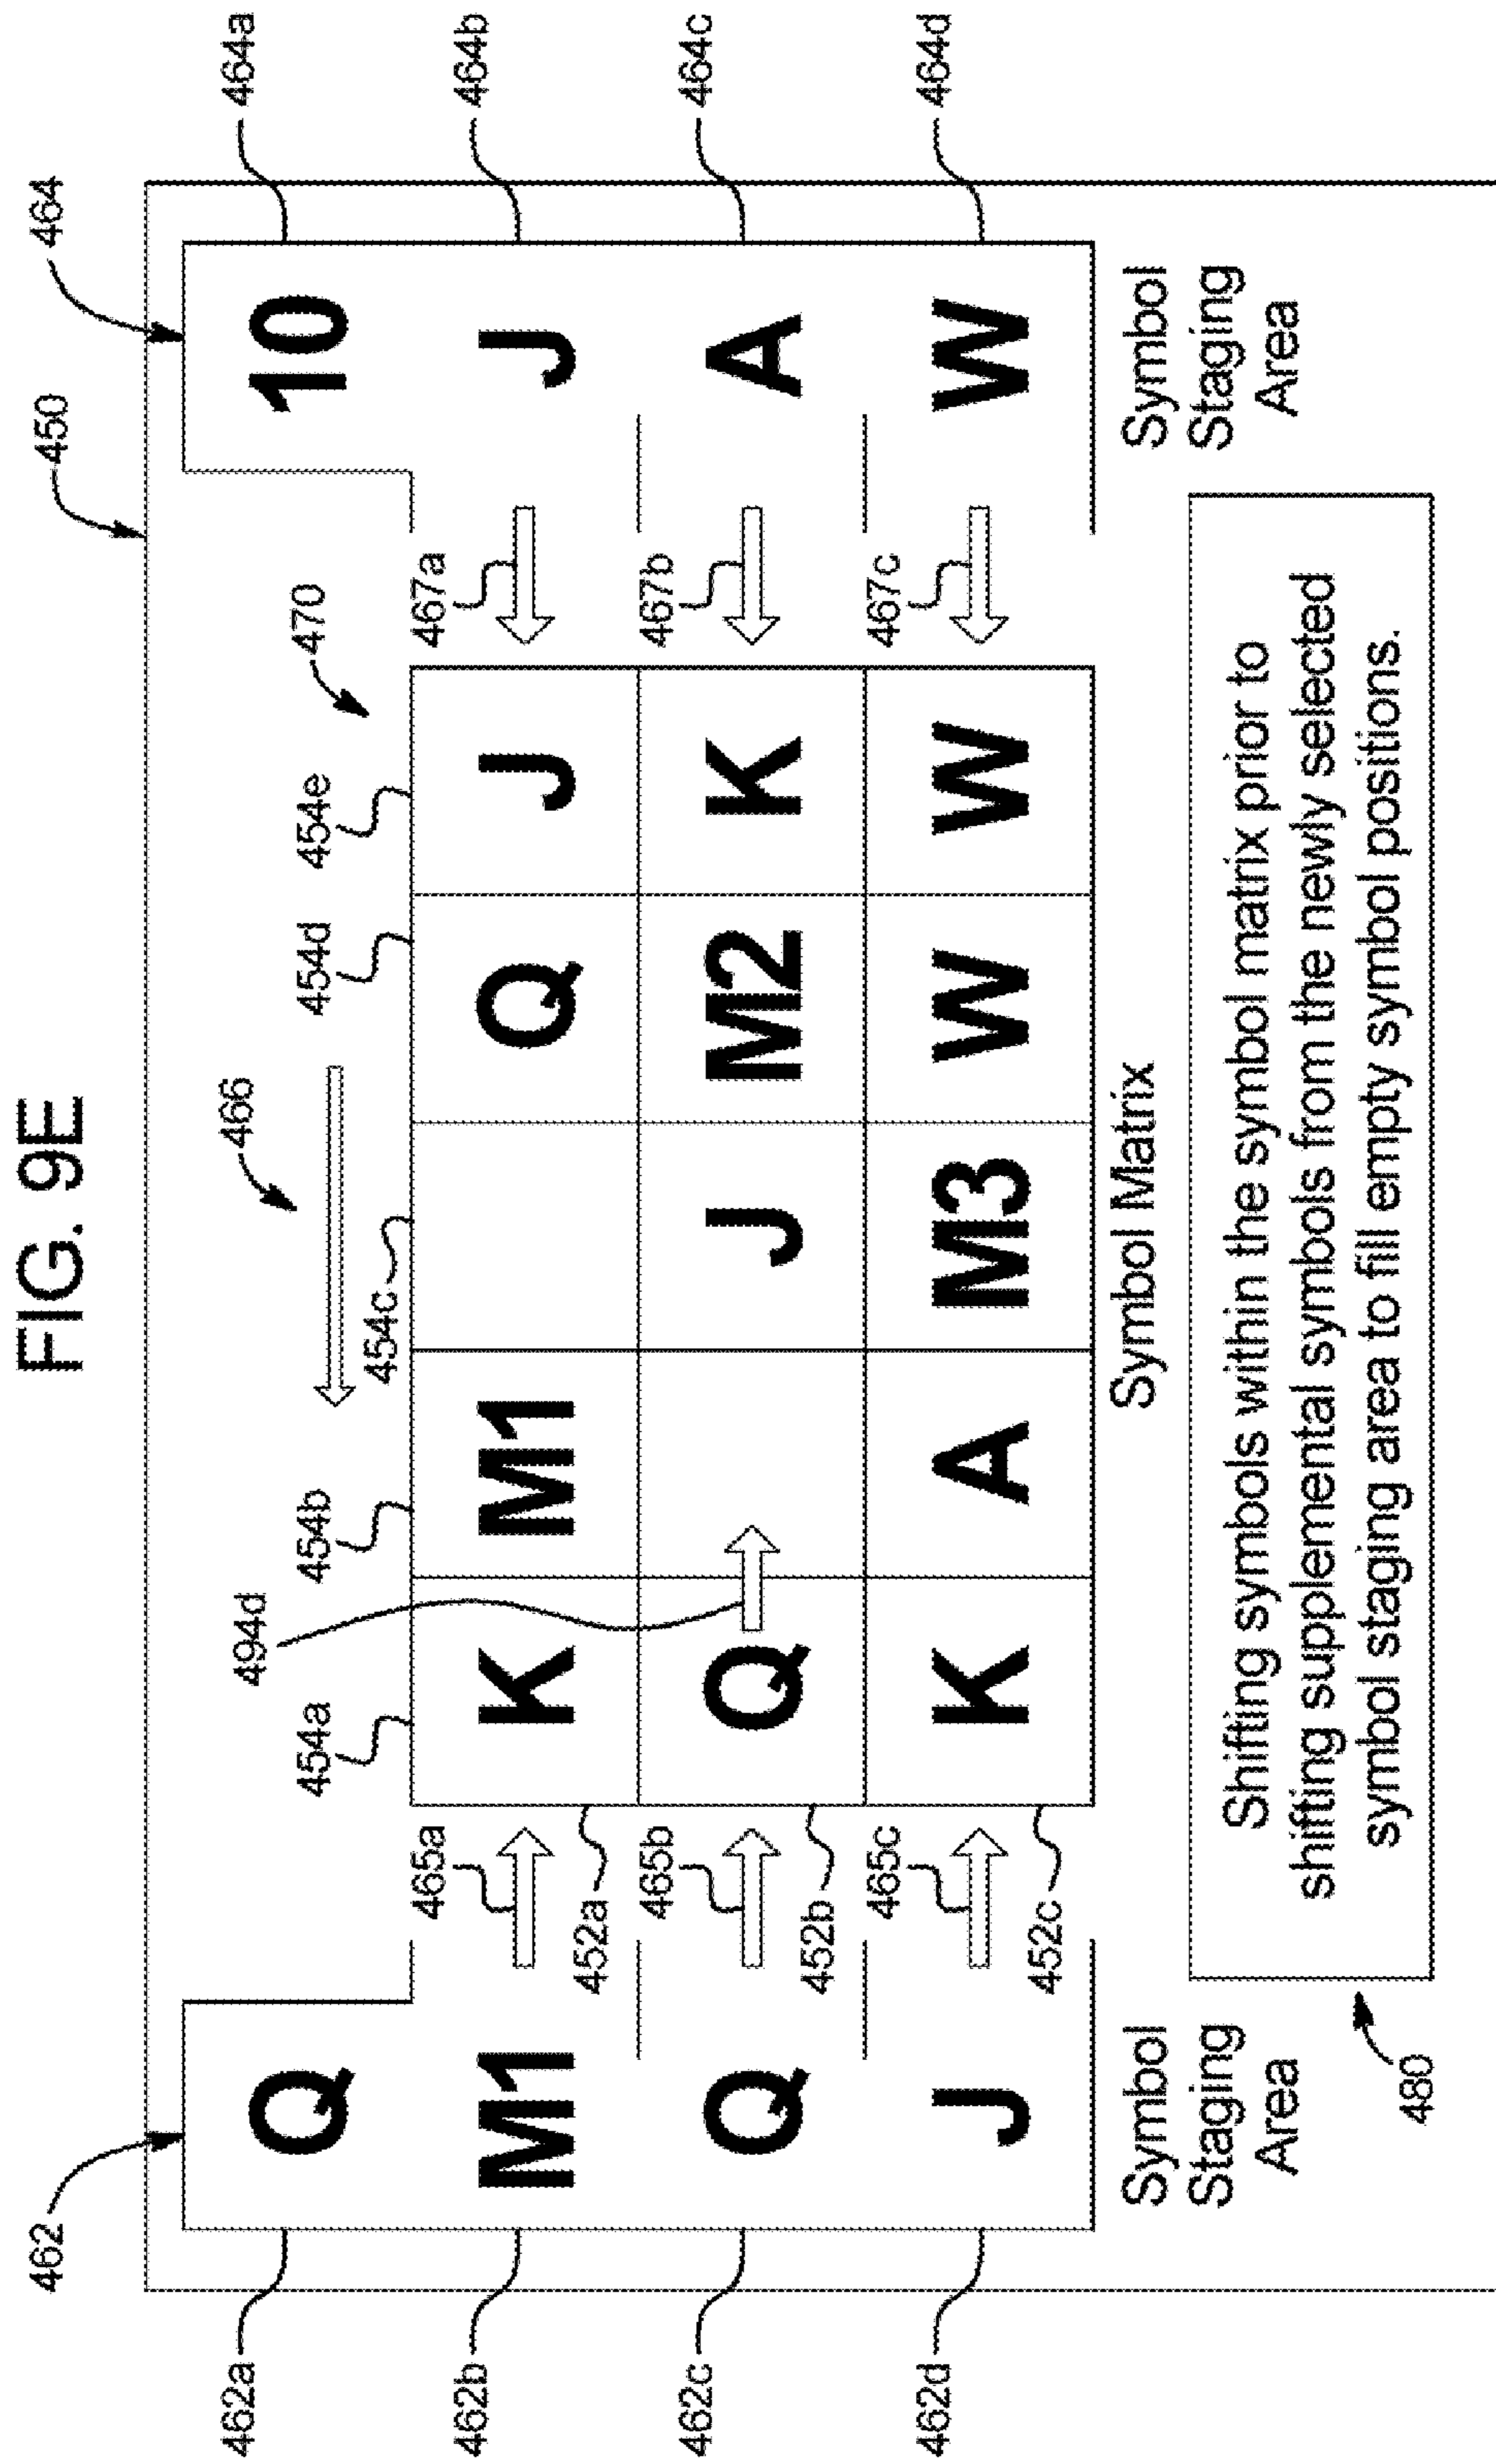 FIG. 9E
450
462
464
466
470
494d
454a
454b
454c
454d
454e
462a
Q
10
464a
465a
467a
462b
M1
K
M1
Q
J
J
464b
452a
465b
467b
462c
Q
Q
J
M2
K
A
464c
452b
465c
467c
462d
J
K
A
M3
W
W
W
464d
452c
Symbol
Staging
Area
Symbol Matrix
Symbol
Staging
Area
Shifting symbols within the symbol matrix prior to
shifting supplemental symbols from the newly selected
symbol staging area to fill empty symbol positions.
480